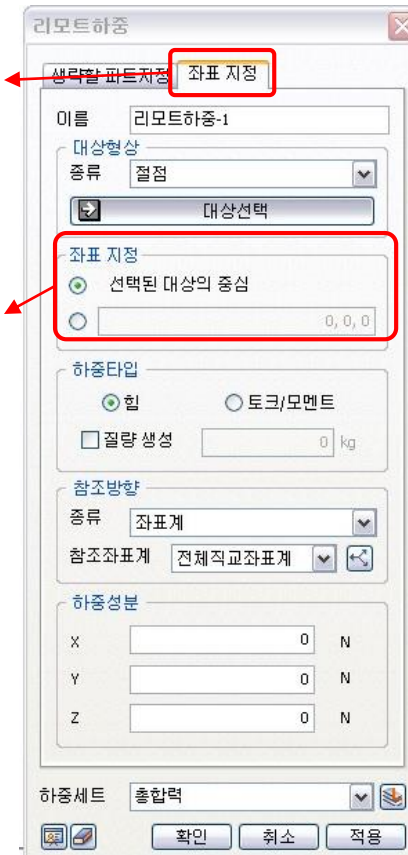 리모트하중
생략할 파트지정 좌표 지정
이름 리모트하중-1
대상형상
종류 절점
대상선택
좌표 지정
선택된 대상의 중심
0, 0, 0
하중타입
힘 토크/모멘트
질량 생성 0 kg
참조방향
종류 좌표계
참조좌표계 전체직교좌표계
하중성분
X 0 N
Y 0 N
Z 0 N
하중세트 총합력
확인 취소 적용